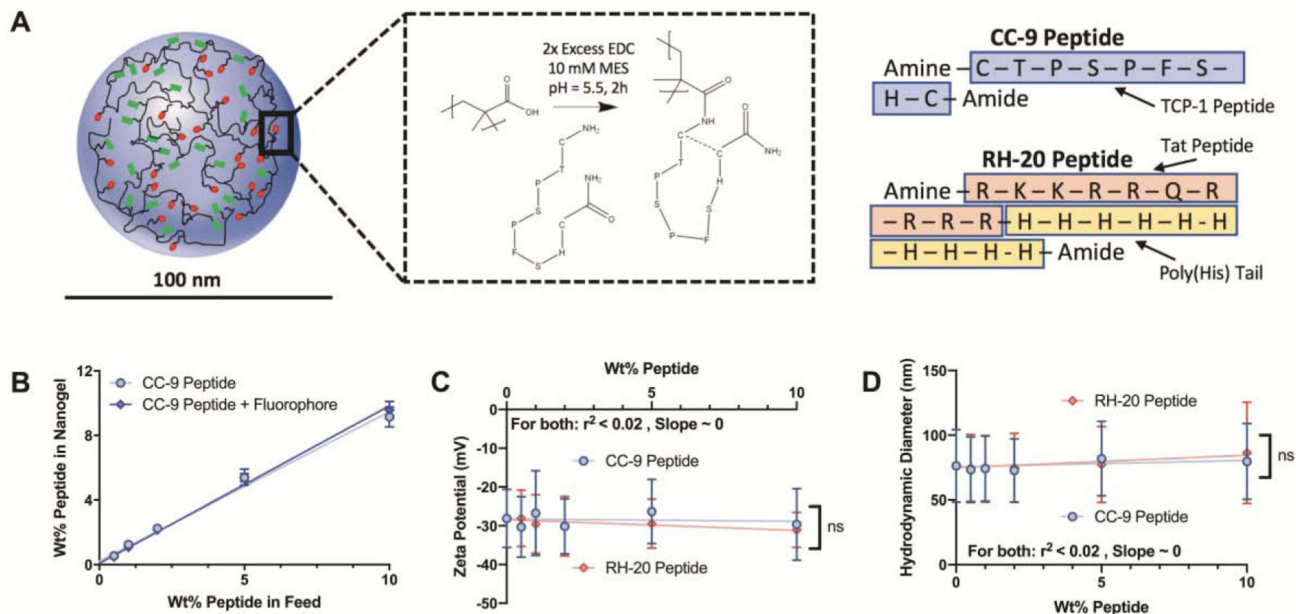 A
100 nm
2x Excess EDC
10 mM MES
pH = 5.5, 2h
O
OH
NH₂
C
T
P
S
P
F
S
H
C
NH₂
O
O
NH
C
T
P
S
P
F
S
H
C
NH₂
O
CC-9 Peptide
Amine – C – T – P – S – P – F – S –
H – C – Amide
TCP-1 Peptide
RH-20 Peptide
Tat Peptide
Amine – R – K – K – R – R – Q – R
– R – R – R – H – H – H – H – H - H
– H – H – H - H – Amide
Poly(His) Tail
B
Wt% Peptide in Nanogel
12
8
4
0
0
5
10
Wt% Peptide in Feed
CC-9 Peptide
CC-9 Peptide + Fluorophore
C
Wt% Peptide
0
5
10
0
-10
-20
-30
-40
-50
Zeta Potential (mV)
For both: r² < 0.02 , Slope ~ 0
CC-9 Peptide
RH-20 Peptide
ns
D
Hydrodynamic Diameter (nm)
150
100
75
50
0
0
5
10
Wt% Peptide
RH-20 Peptide
CC-9 Peptide
For both: r² < 0.02 , Slope ~ 0
ns